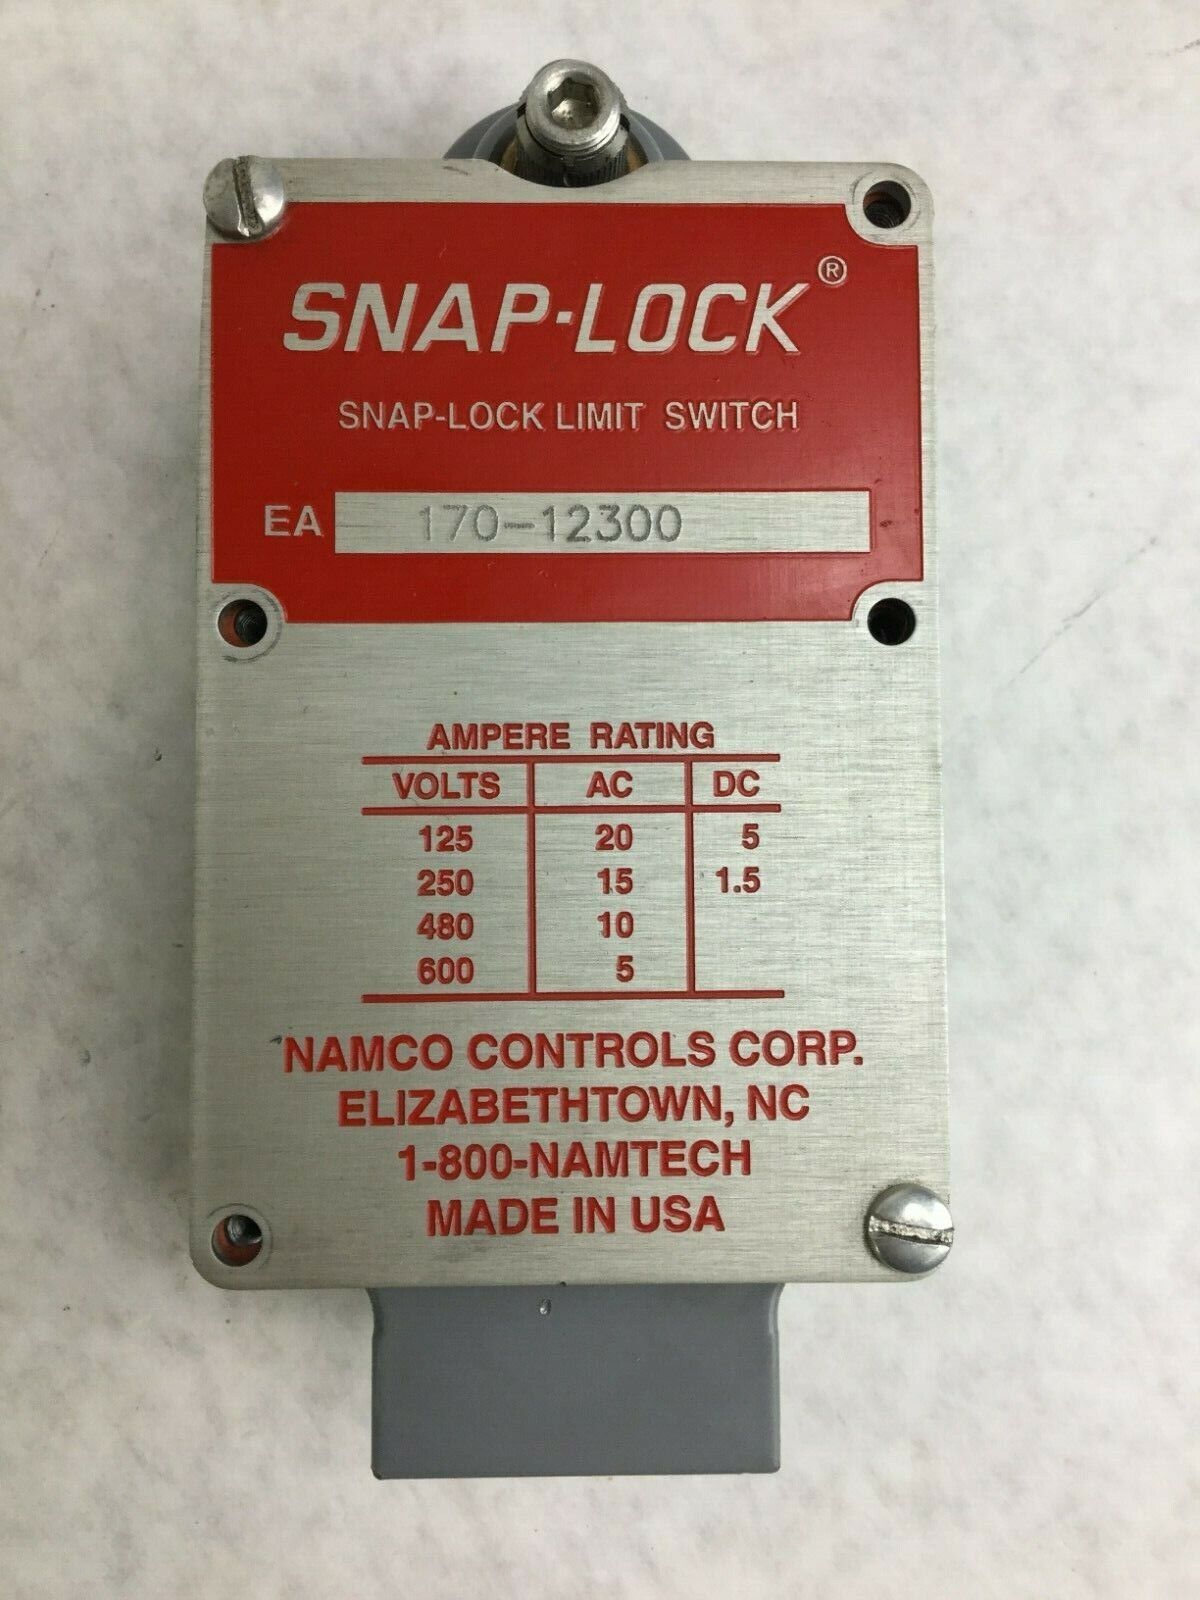 SNAP-LOCK®
SNAP-LOCK LIMIT SWITCH
EA 170-12300
AMPERE RATING
VOLTS AC DC
125 20 5
250 15 1.5
480 10
600 5
NAMCO CONTROLS CORP.
ELIZABETHTOWN, NC
1-800-NAMTECH
MADE IN USA